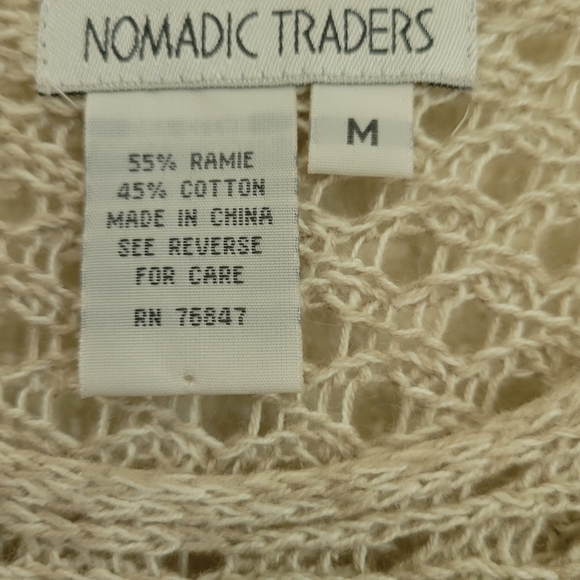 NOMADIC TRADERS
M
55% RAMIE
45% COTTON
MADE IN CHINA
SEE REVERSE
FOR CARE
RN 76847